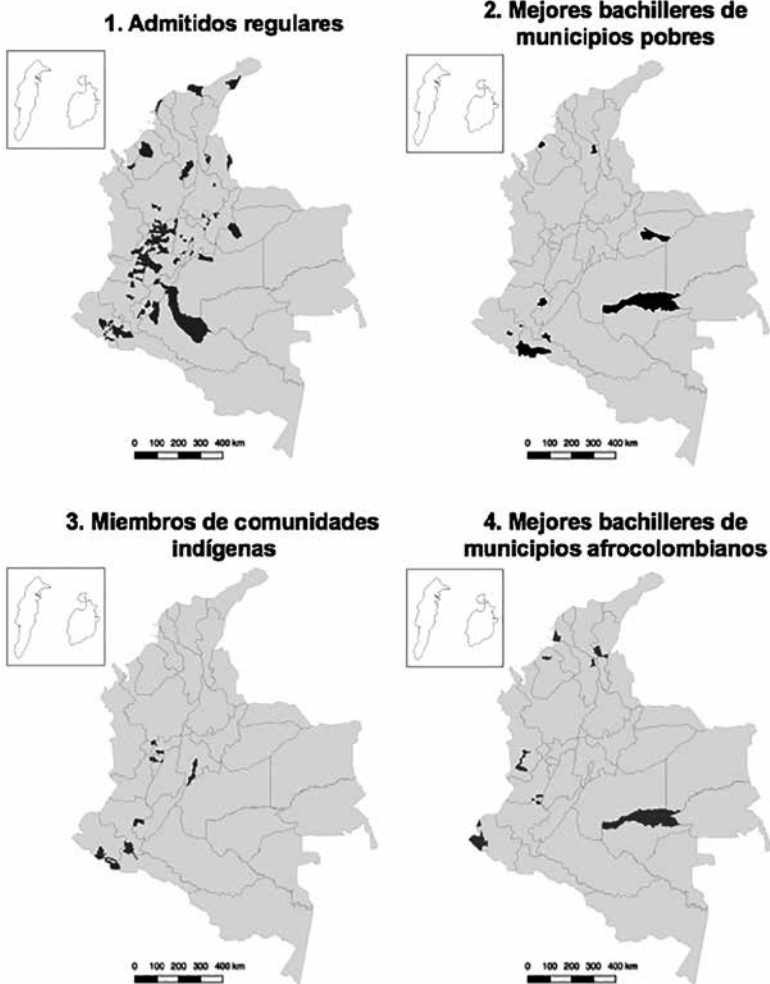 1. Admitidos regulares
2. Mejores bachilleres de
municipios pobres
0 100 200 300 400 km
0 100 200 300 400 km
3. Miembros de comunidades
indígenas
4. Mejores bachilleres de
municipios afrocolombianos
0 100 200 300 400 km
0 100 200 300 400 km